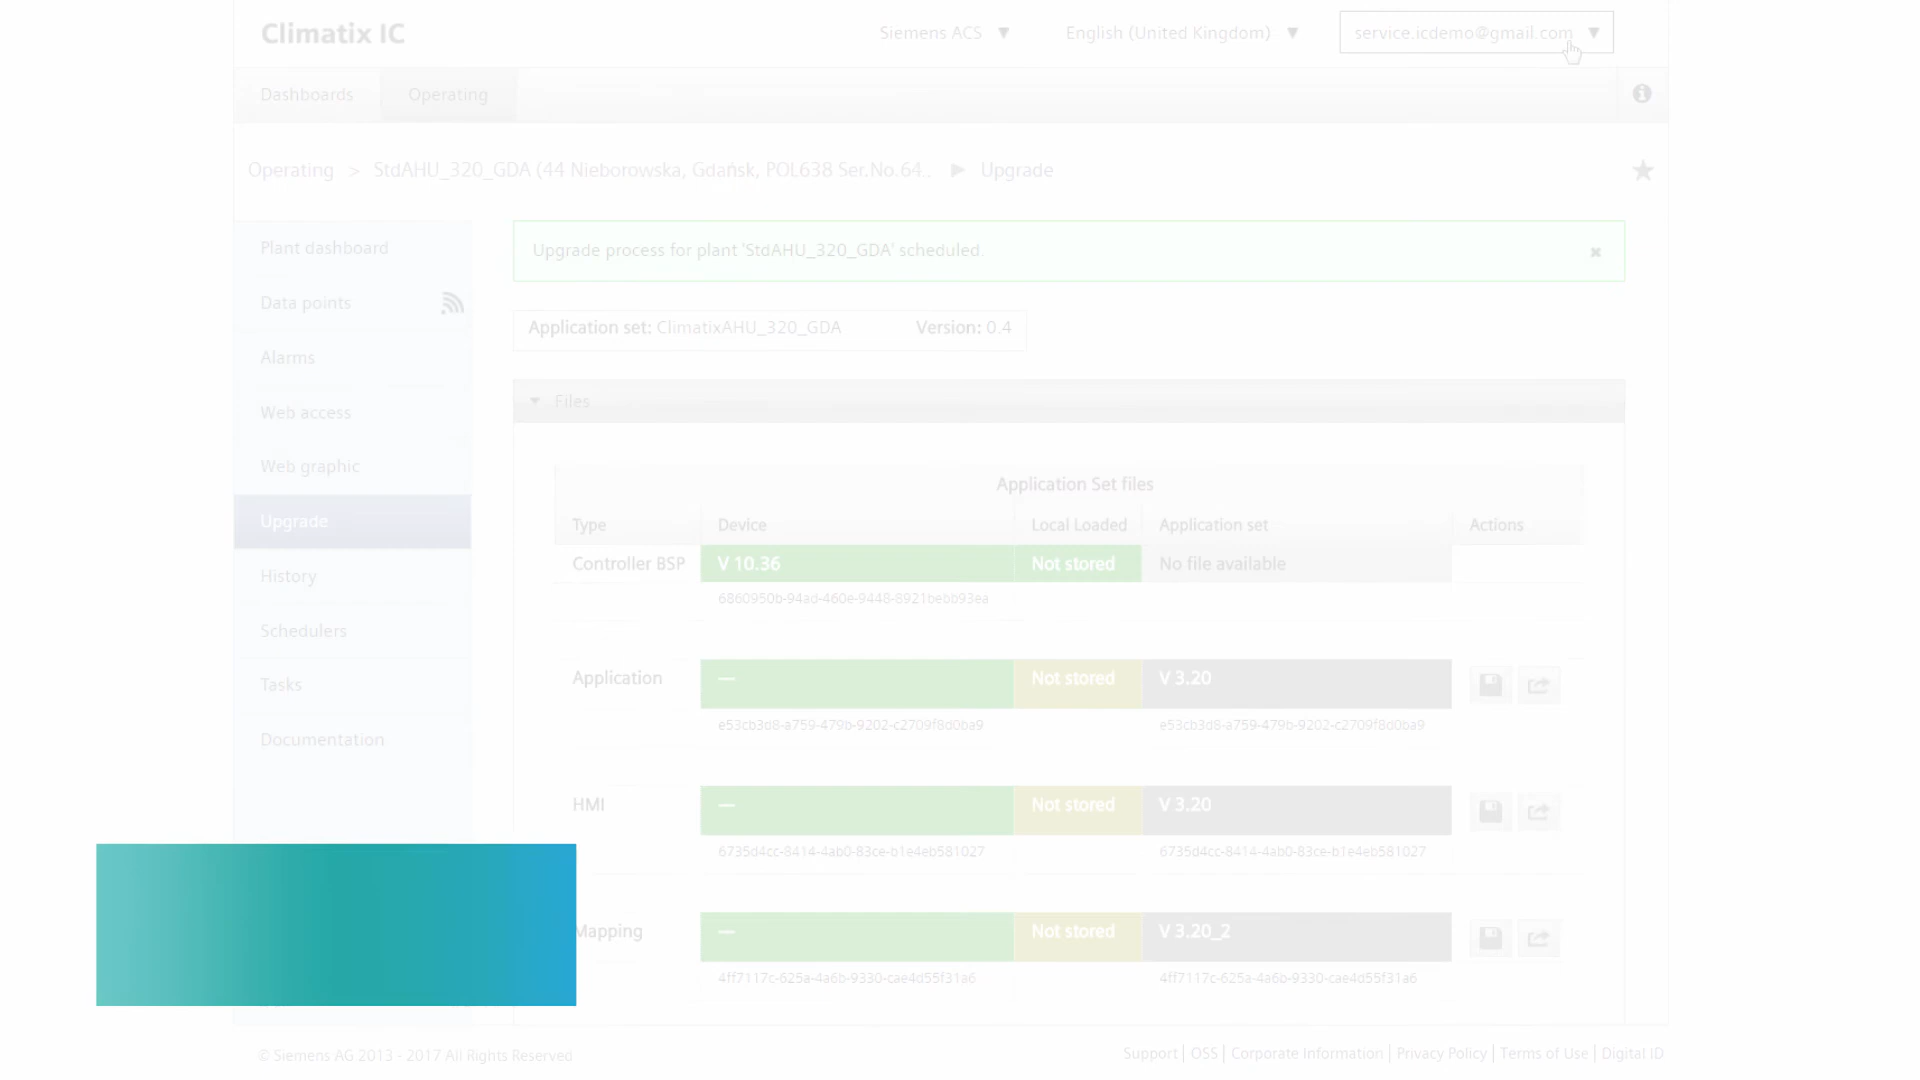 Climatix IC
Siemens ACS ▼
English (United Kingdom) ▼
service.icdemo@gmail.com ▼
Dashboards
Operating
Operating > StdAHU_320_GDA (44 Nieborowska, Gdańsk, POL638 Ser.No.64.. ▶ Upgrade
Plant dashboard
Data points
Alarms
Web access
Web graphic
Upgrade
History
Schedulers
Tasks
Documentation
Upgrade process for plant 'StdAHU_320_GDA' scheduled.
Application set: ClimatixAHU_320_GDA Version: 0.4
Files
Application Set files
Type Device Local Loaded Application set Actions
Controller BSP V 10.36 Not stored No file available
6860950b-94ad-460e-9448-8921bebb93ea
Application — Not stored V 3.20
e53cb3d8-a759-479b-9202-c2709f8d0ba9 e53cb3d8-a759-479b-9202-c2709f8d0ba9
HMI — Not stored V 3.20
6735d4cc-8414-4ab0-83ce-b1e4eb581027 6735d4cc-8414-4ab0-83ce-b1e4eb581027
Mapping — Not stored V 3.20_2
4ff7117c-625a-4a6b-9330-cae4d55f31a6 4ff7117c-625a-4a6b-9330-cae4d55f31a6
© Siemens AG 2013 - 2017 All Rights Reserved
Support | OSS | Corporate Information | Privacy Policy | Terms of Use | Digital ID